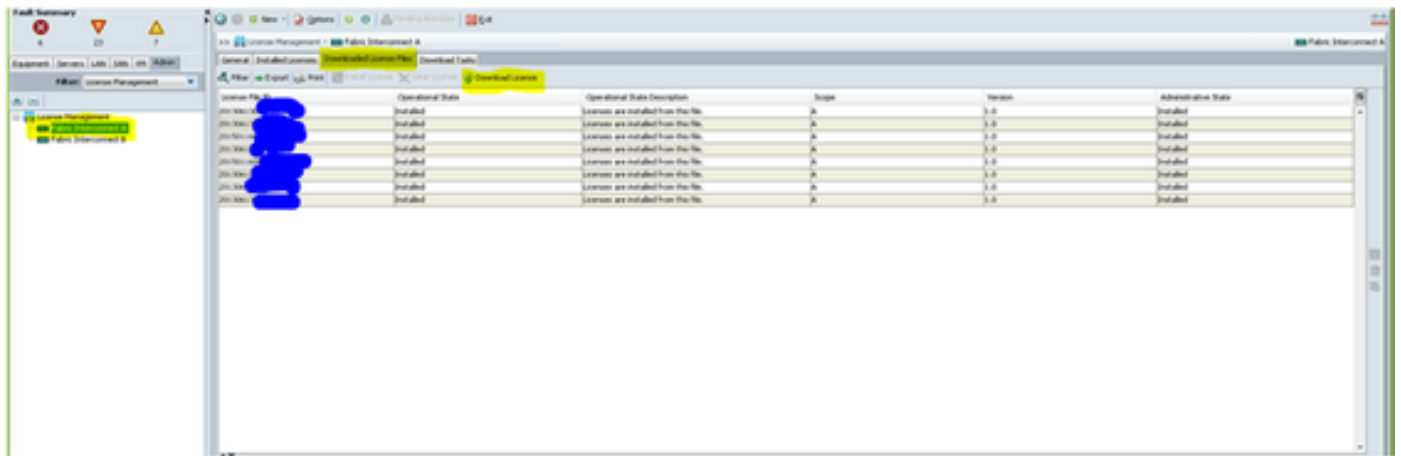 Fault Summary
6 23 7
Equipment Servers LAN SAN VM Admin
Filter: License Management
License Management
Fabric Interconnect A
Fabric Interconnect B
New Options Pending Activities Exit
>> License Management Fabric Interconnect A Fabric Interconnect A
General Installed Licenses Downloaded License Files Download Tasks
Filter Export Print Install License Clear License Download License
License File ID Operational State Operational State Description Scope Version Administrative State
Installed Licenses are installed from this file. A 1.0 Installed
Installed Licenses are installed from this file. A 1.0 Installed
Installed Licenses are installed from this file. A 1.0 Installed
Installed Licenses are installed from this file. A 1.0 Installed
Installed Licenses are installed from this file. A 1.0 Installed
Installed Licenses are installed from this file. A 1.0 Installed
Installed Licenses are installed from this file. A 1.0 Installed
Installed Licenses are installed from this file. A 1.0 Installed